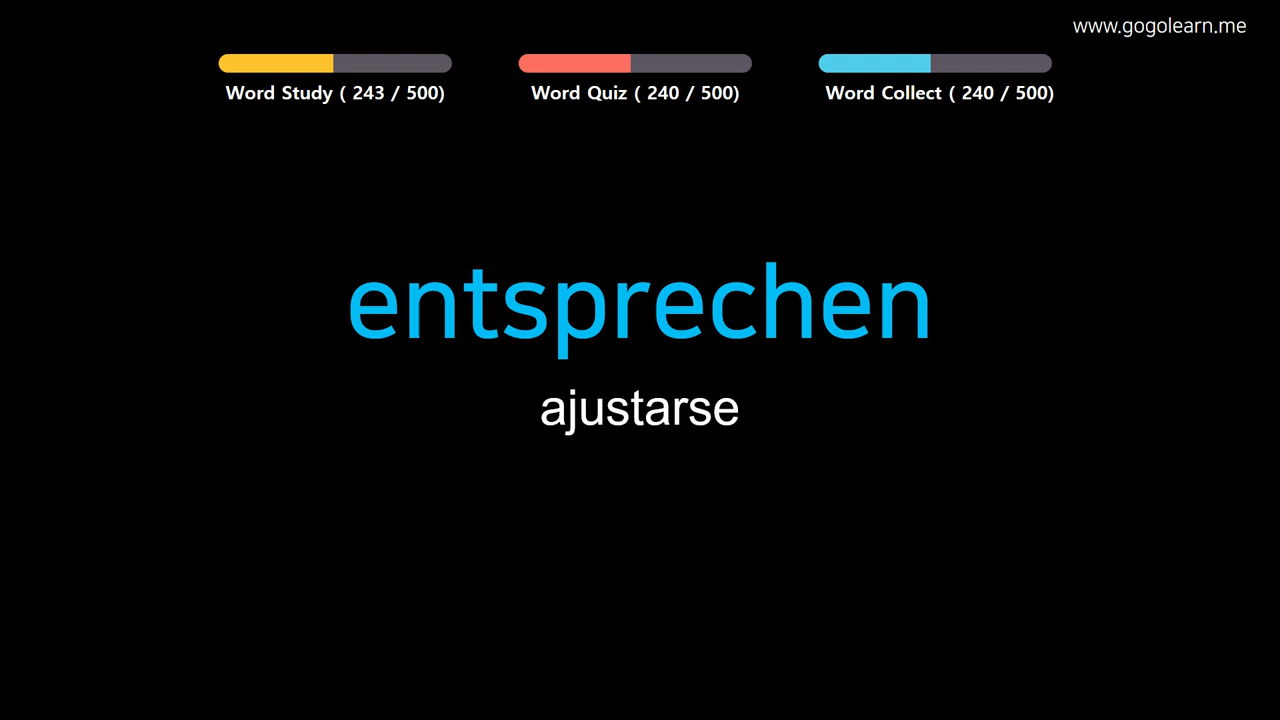 www.gogolearn.me
Word Study ( 243 / 500)
Word Quiz ( 240 / 500)
Word Collect ( 240 / 500)
entsprechen
ajustarse